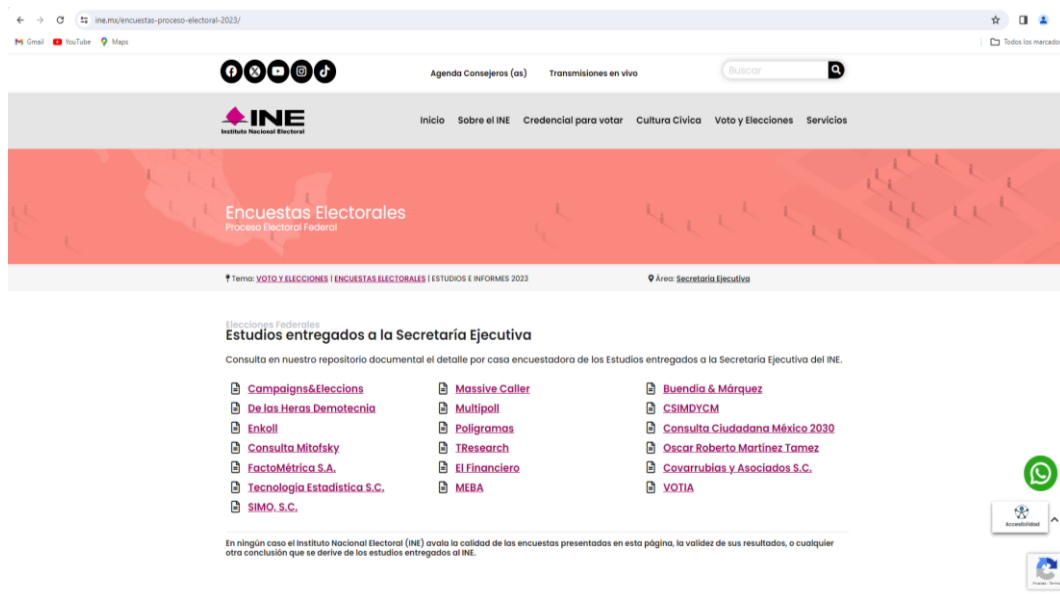 ine.mx/encuestas-proceso-electoral-2023/
Gmail YouTube Maps Todos los marcado
Agenda Consejeros (as) Transmisiones en vivo Buscar
INE
Instituto Nacional Electoral
Inicio Sobre el INE Credencial para votar Cultura Cívica Voto y Elecciones Servicios
Encuestas Electorales
Proceso Electoral Federal
Tema: VOTO Y ELECCIONES | ENCUESTAS ELECTORALES | ESTUDIOS E INFORMES 2023 Área: Secretaría Ejecutiva
Elecciones Federales
Estudios entregados a la Secretaría Ejecutiva
Consulta en nuestro repositorio documental el detalle por casa encuestadora de los Estudios entregados a la Secretaría Ejecutiva del INE.
Campaigns&Eleccions Massive Caller Buendía & Márquez
De las Heras Demotecnia Multipoll CSIMDYCM
Enkoll Poligramas Consulta Ciudadana México 2030
Consulta Mitofsky TResearch Oscar Roberto Martínez Tamez
FactoMétrica S.A. El Financiero Covarrubias y Asociados S.C.
Tecnología Estadística S.C. MEBA VOTIA
SIMO, S.C.
Accesibilidad
En ningún caso el Instituto Nacional Electoral (INE) avala la calidad de las encuestas presentadas en esta página, la validez de sus resultados, o cualquier
otra conclusión que se derive de los estudios entregados al INE.